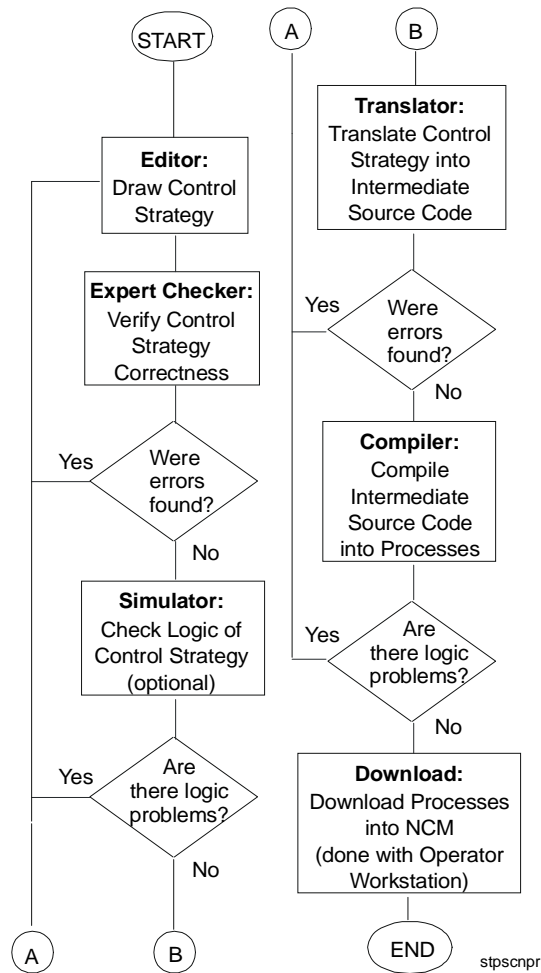 START
Editor:
Draw Control
Strategy
Expert Checker:
Verify Control
Strategy
Correctness
Yes
Were
errors
found?
No
Simulator:
Check Logic of
Control Strategy
(optional)
Yes
Are
there logic
problems?
No
A
B
A
B
Translator:
Translate Control
Strategy into
Intermediate
Source Code
Yes
Were
errors
found?
No
Compiler:
Compile
Intermediate
Source Code
into Processes
Yes
Are
there logic
problems?
No
Download:
Download Processes
into NCM
(done with Operator
Workstation)
END
stpscnpr